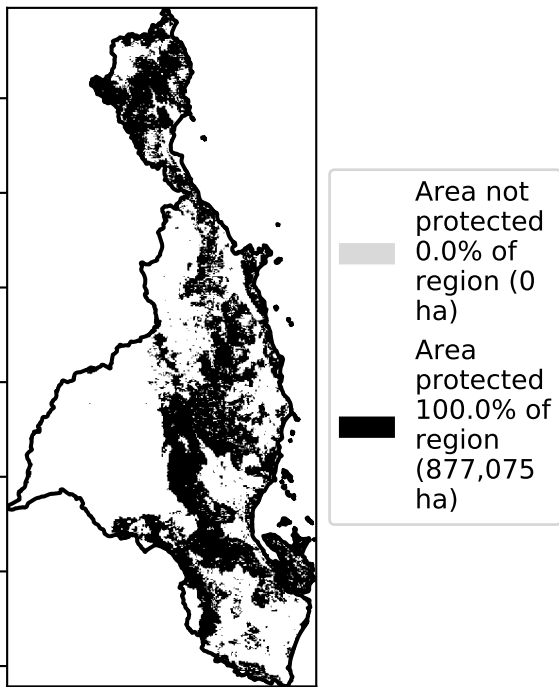 Area not
protected
0.0% of
region (0
ha)
Area
protected
100.0% of
region
(877,075
ha)